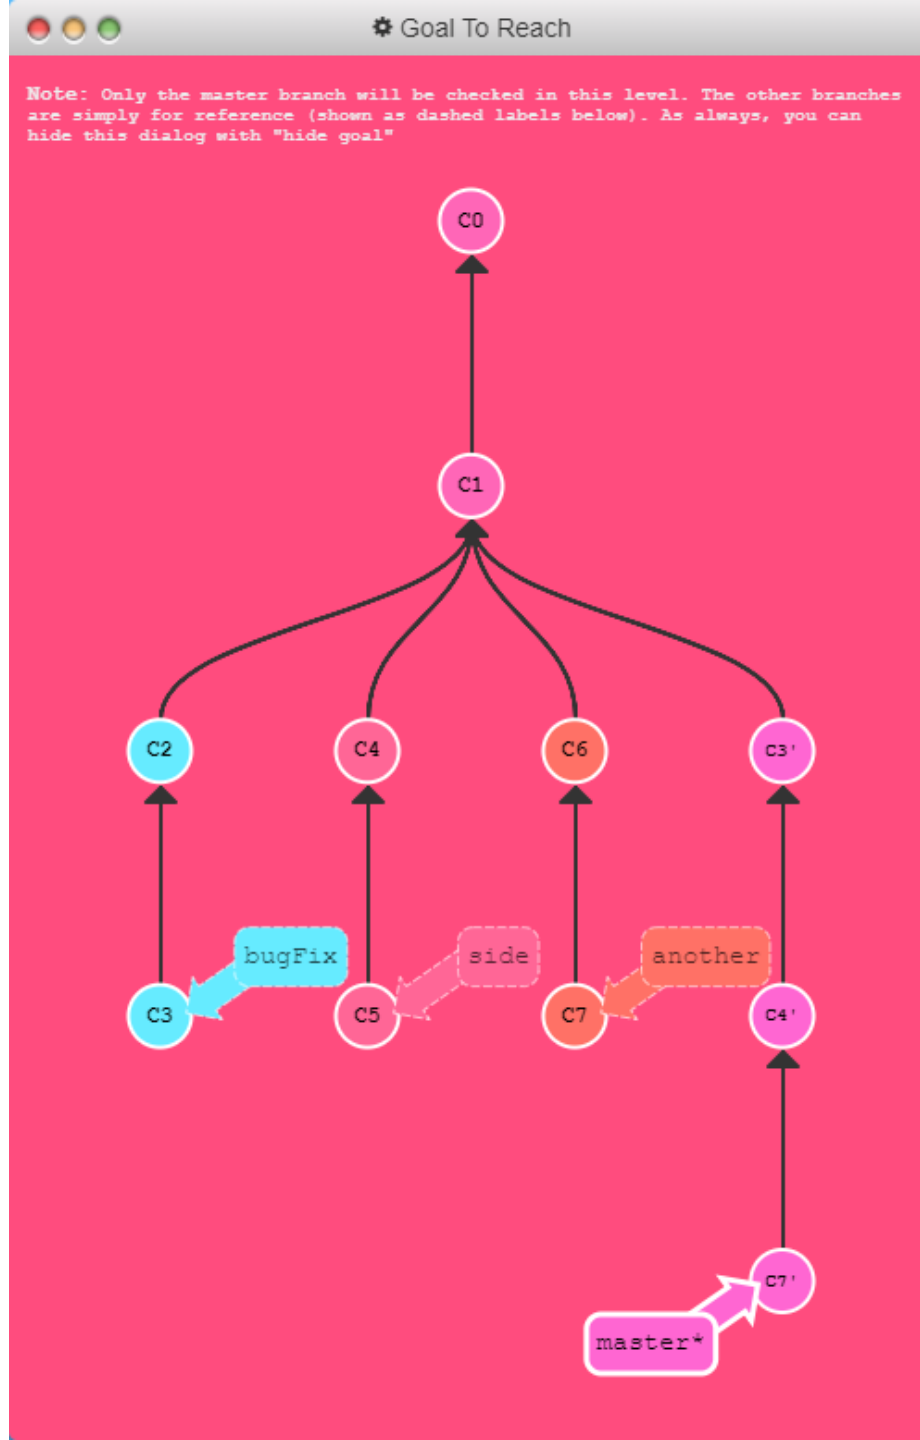 Goal To Reach
Note: Only the master branch will be checked in this level. The other branches
are simply for reference (shown as dashed labels below). As always, you can
hide this dialog with "hide goal"
C0
C1
C2 C4 C6 C3'
bugFix side another
C3 C5 C7 C4'
C7'
master*